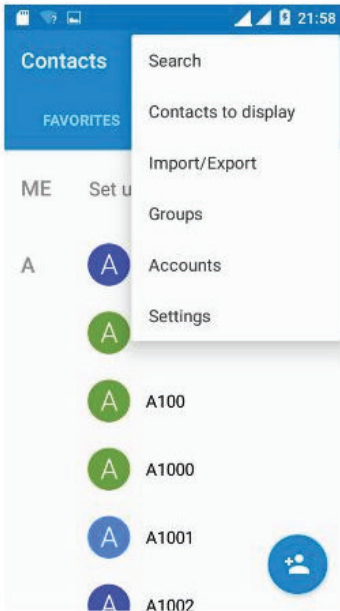 21:58
Contacts
Search
FAVORITES
Contacts to display
Import/Export
ME
Set u
Groups
A
A
Accounts
Settings
A
A
A100
A
A1000
A
A1001
A
A1002